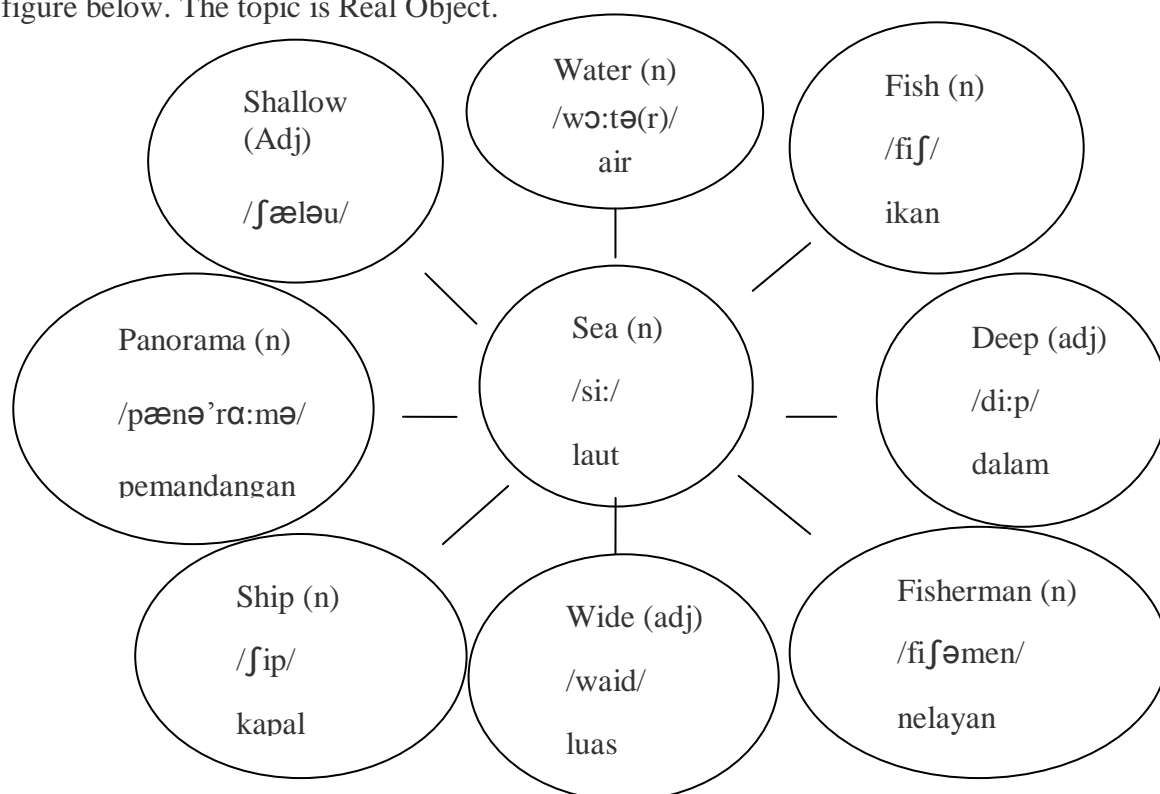 figure below. The topic is Real Object.
Shallow
(Adj)
/ʃæləu/
Water (n)
/wɔ:tə(r)/
air
Fish (n)
/fiʃ/
ikan
Panorama (n)
/pænə’rɑ:mə/
pemandangan
Sea (n)
/si:/
laut
Deep (adj)
/di:p/
dalam
Ship (n)
/ʃip/
kapal
Wide (adj)
/waid/
luas
Fisherman (n)
/fiʃəmen/
nelayan